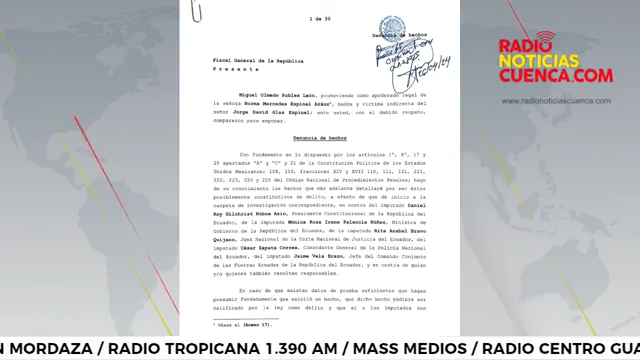 1 de 30
Denuncia de hechos
Fiscal General de la República
P r e s e n t e
Miguel Olmedo Robles León, promoviendo como apoderado legal de
la señora Norma Mercedes Espinel Aráuz¹, madre y víctima indirecta del
señor Jorge David Glas Espinel; ante usted, con el debido respeto,
comparezco para exponer.
Denuncia de hechos
Con fundamento en lo dispuesto por los artículos 1°, 8°, 17 y
20 apartados "A" y "C" y 21 de la Constitución Política de los Estados
Unidos Mexicanos; 108, 109, fracciones XIV y XVII 110, 111, 131, 221,
222, 223, 224 y 225 del Código Nacional de Procedimientos Penales; hago
de su conocimiento los hechos que más adelante detallaré por ser éstos
posiblemente constitutivos de delito, a efecto de que dé inicio a la
carpeta de investigación correspondiente, en contra del imputado Daniel
Roy Gilchrist Noboa Azin, Presidente Constitucional de la República del
Ecuador, de la imputada Mónica Rosa Irene Palencia Núñez, Ministra de
Gobierno de la República del Ecuador, de la imputada Rita Anabel Bravo
Quijano, Juez Nacional de la Corte Nacional de Justicia del Ecuador, del
imputado César Zapata Correa, Comandante General de la Policía Nacional
del Ecuador, del imputado Jaime Vela Erazo, Jefe del Comando Conjunto
de las Fuerzas Armadas de la República del Ecuador, y en contra de quien
y/o quienes también resultan responsables.
En caso de que existan datos de prueba suficientes que hagan
presumir fundadamente que existió un hecho, que dicho hecho pudiere ser
calificado por la ley como delito y que el o los imputados son
¹ Véase el (Anexo 17).
RADIO
NOTICIAS
CUENCA.COM
www.radionoticiascuenca.com
N MORDAZA / RADIO TROPICANA 1.390 AM / MASS MEDIOS / RADIO CENTRO GUA